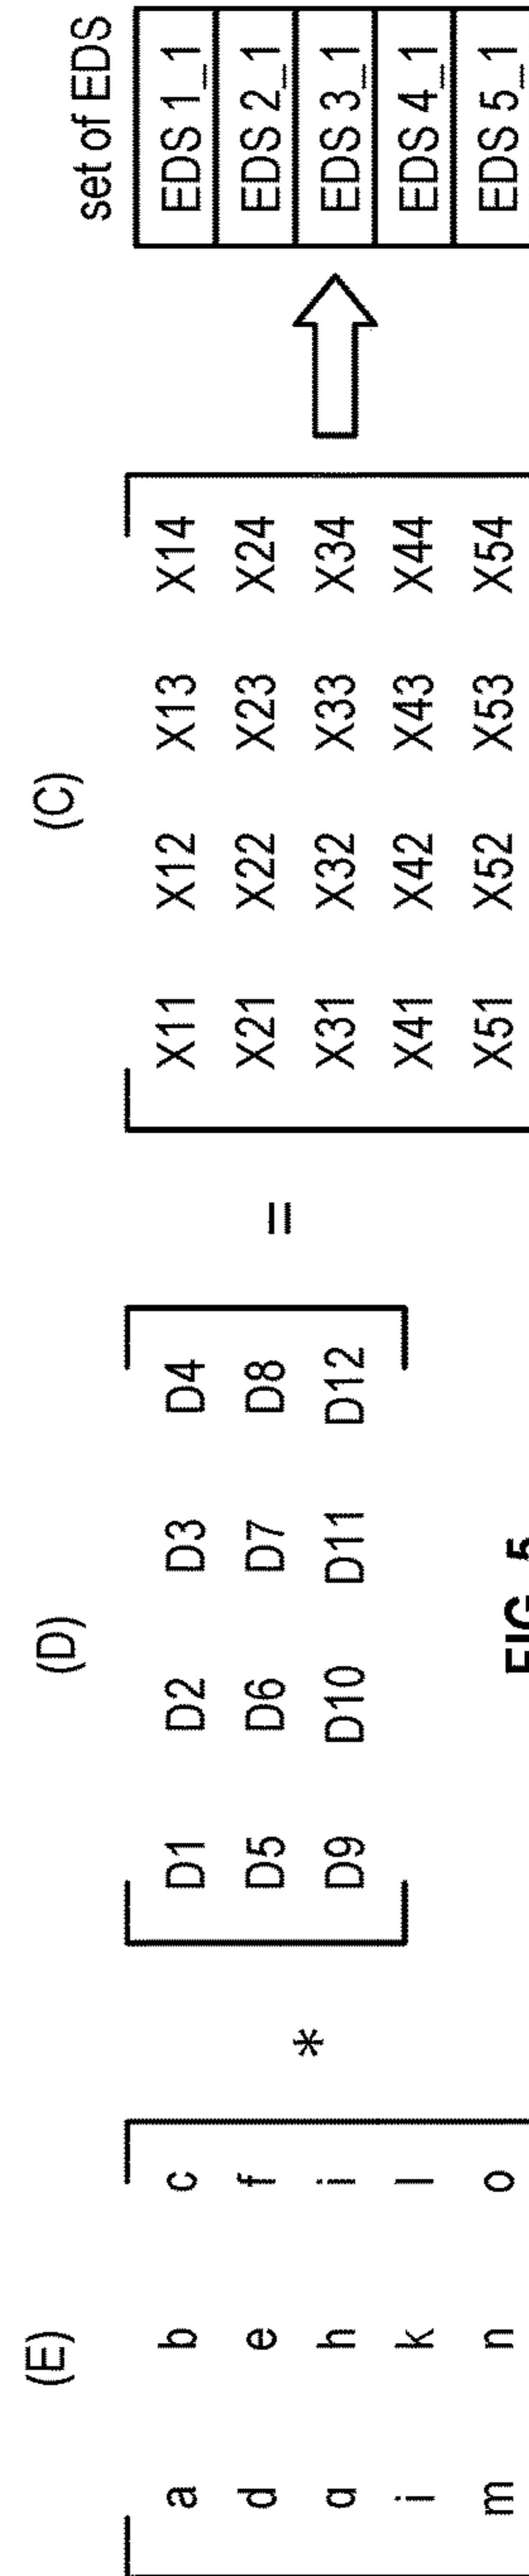 (E) (D) (C) set of EDS
a b c D1 D2 D3 D4 X11 X12 X13 X14 EDS 1_1
d e f D5 D6 D7 D8 X21 X22 X23 X24 EDS 2_1
* =
g h i D9 D10 D11 D12 X31 X32 X33 X34 EDS 3_1
j k l X41 X42 X43 X44 EDS 4_1
m n o X51 X52 X53 X54 EDS 5_1
FIG. 5